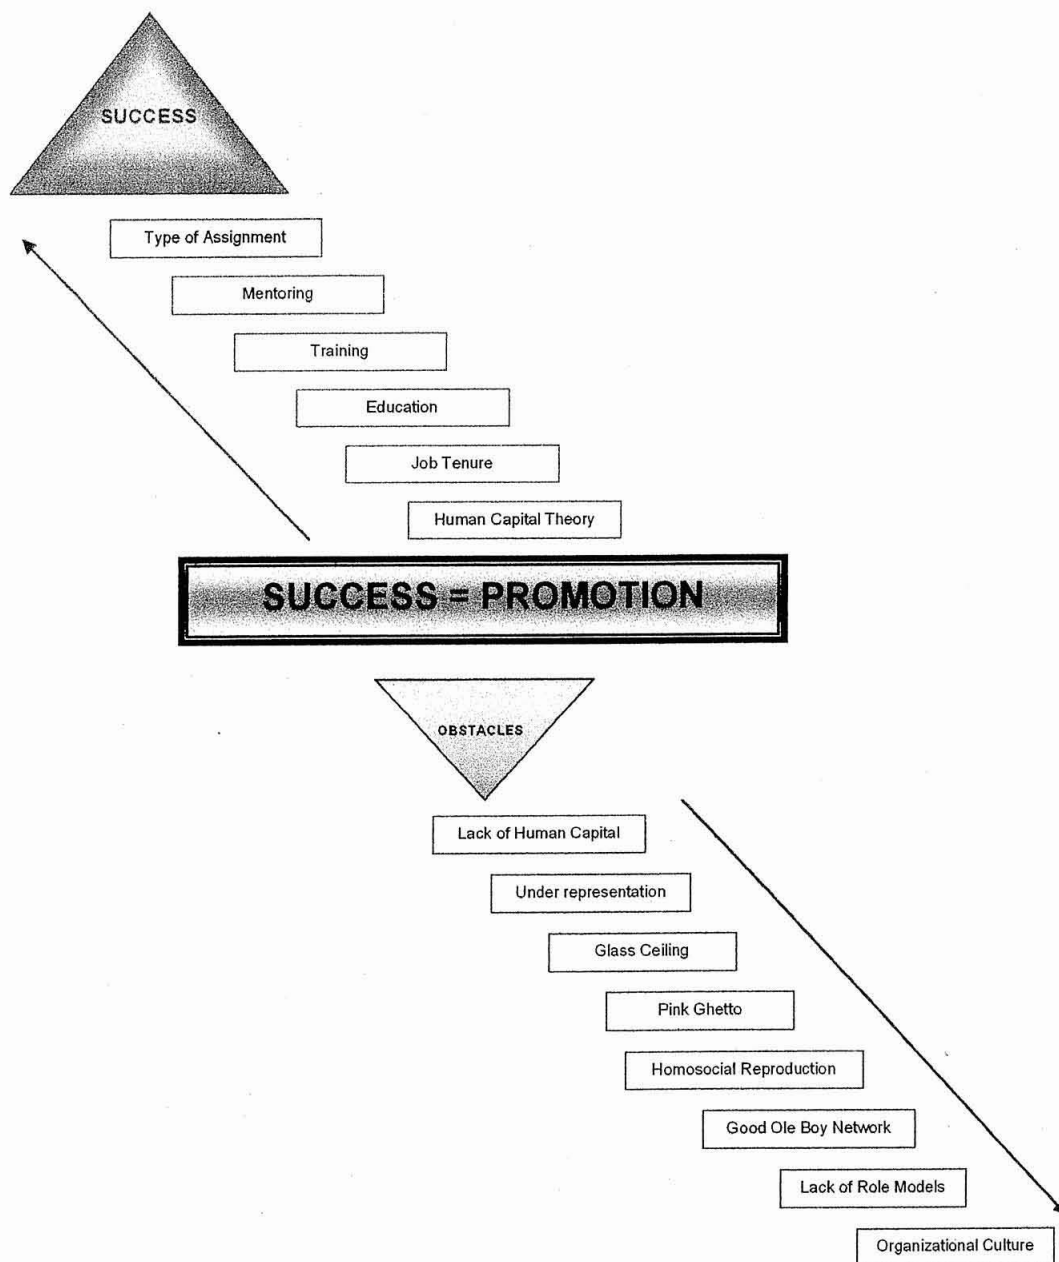 SUCCESS
Type of Assignment
Mentoring
Training
Education
Job Tenure
Human Capital Theory
SUCCESS = PROMOTION
OBSTACLES
Lack of Human Capital
Under representation
Glass Ceiling
Pink Ghetto
Homosocial Reproduction
Good Ole Boy Network
Lack of Role Models
Organizational Culture